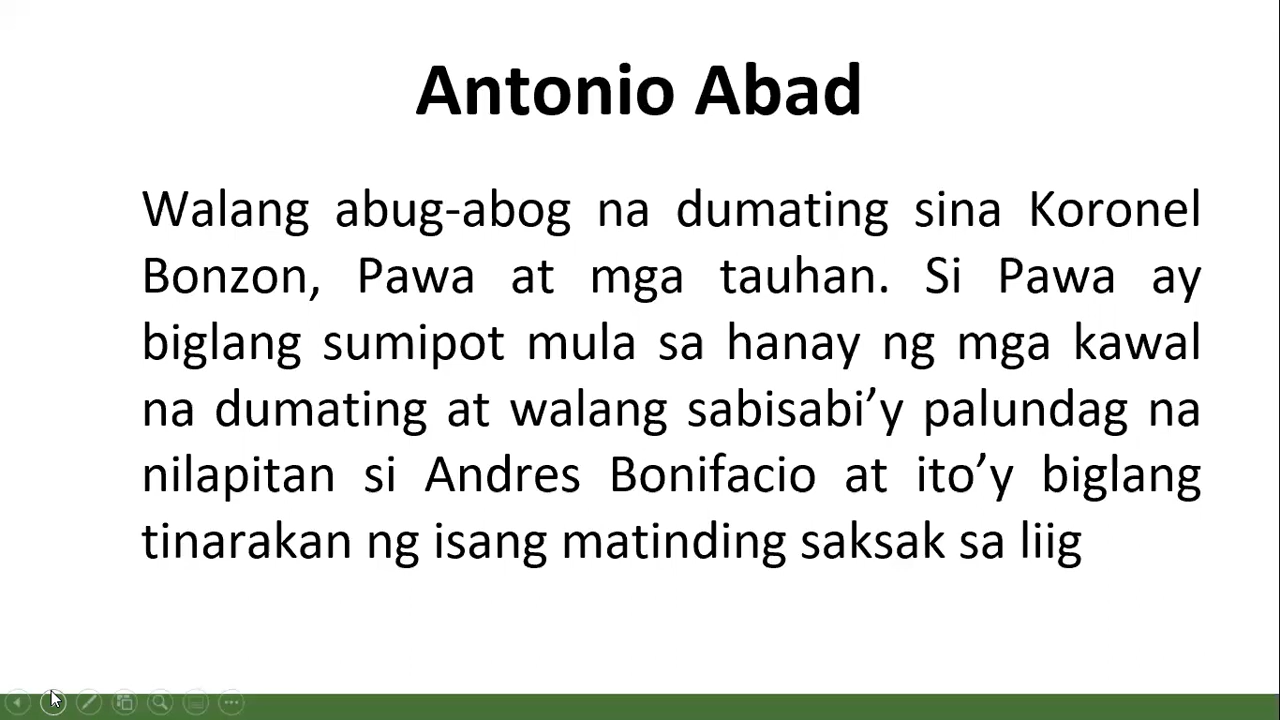 Antonio Abad
Walang abug-abog na dumating sina Koronel
Bonzon, Pawa at mga tauhan. Si Pawa ay
biglang sumipot mula sa hanay ng mga kawal
na dumating at walang sabisabi’y palundag na
nilapitan si Andres Bonifacio at ito’y biglang
tinarakan ng isang matinding saksak sa liig